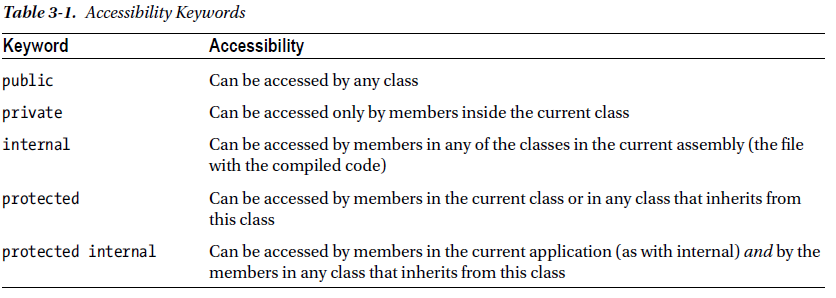 Table 3-1. Accessibility Keywords
Keyword Accessibility
public Can be accessed by any class
private Can be accessed only by members inside the current class
internal Can be accessed by members in any of the classes in the current assembly (the file
with the compiled code)
protected Can be accessed by members in the current class or in any class that inherits from
this class
protected internal Can be accessed by members in the current application (as with internal) and by the
members in any class that inherits from this class